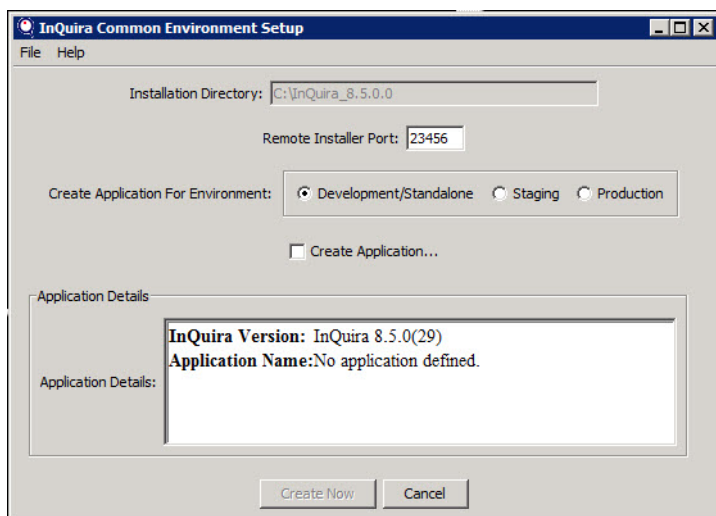 InQuira Common Environment Setup
File Help
Installation Directory: C:\InQuira_8.5.0.0
Remote Installer Port: 23456
Create Application For Environment: Development/Standalone Staging Production
Create Application...
Application Details
Application Details:
InQuira Version: InQuira 8.5.0(29)
Application Name:No application defined.
Create Now Cancel